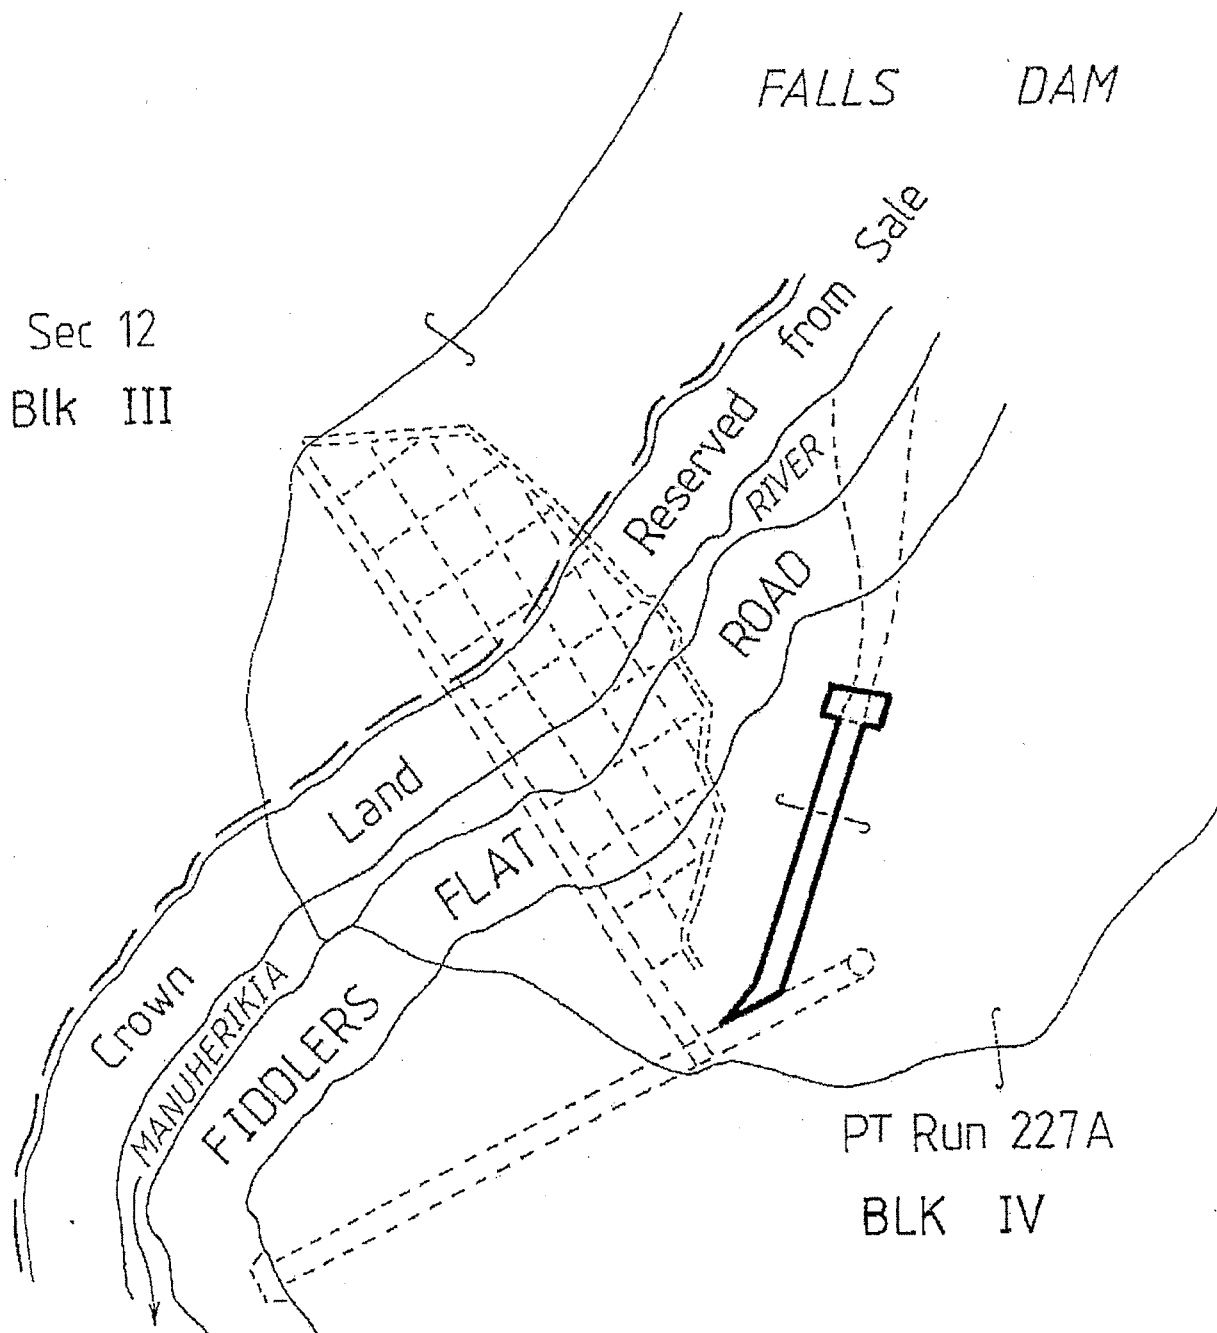 FALLS DAM
Sec 12
Blk III
Crown Land Reserved from Sale
MANUHERIKIA RIVER
FIDDLERS FLAT ROAD
PT Run 227A
BLK IV